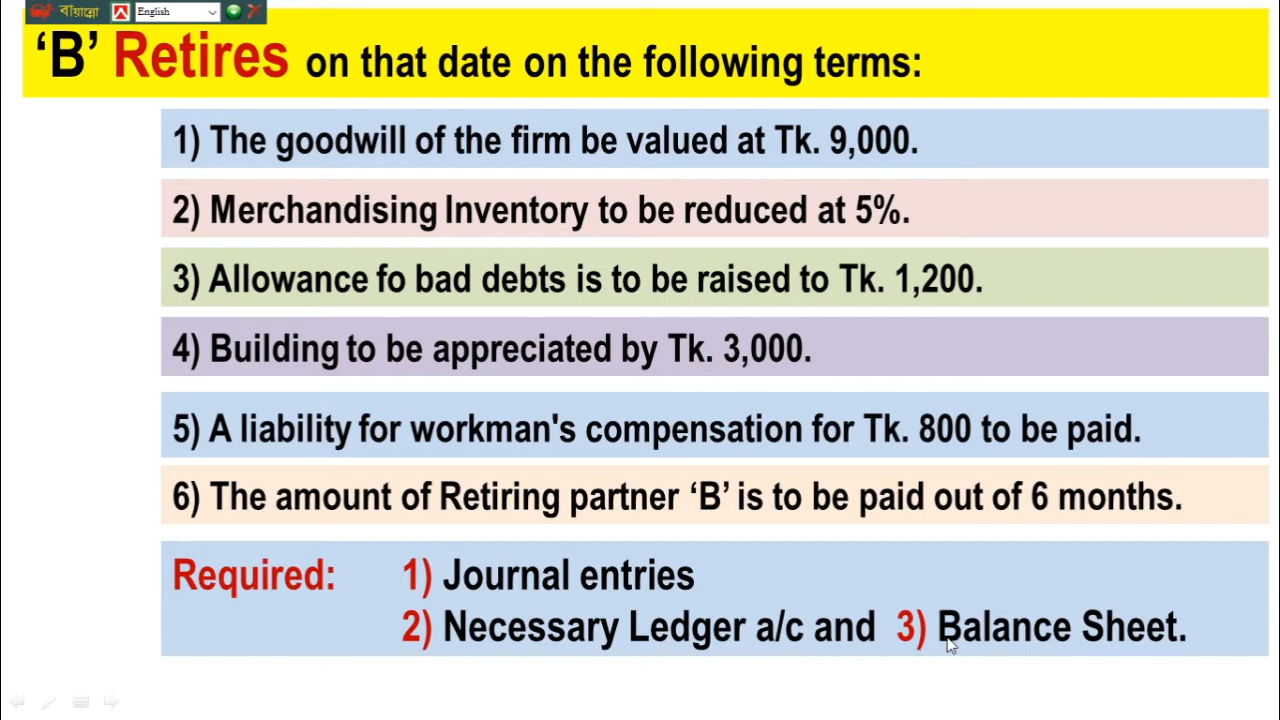 বাঁয়ান্নো English
‘B’ Retires on that date on the following terms:
1) The goodwill of the firm be valued at Tk. 9,000.
2) Merchandising Inventory to be reduced at 5%.
3) Allowance fo bad debts is to be raised to Tk. 1,200.
4) Building to be appreciated by Tk. 3,000.
5) A liability for workman's compensation for Tk. 800 to be paid.
6) The amount of Retiring partner ‘B’ is to be paid out of 6 months.
Required: 1) Journal entries
2) Necessary Ledger a/c and 3) Balance Sheet.